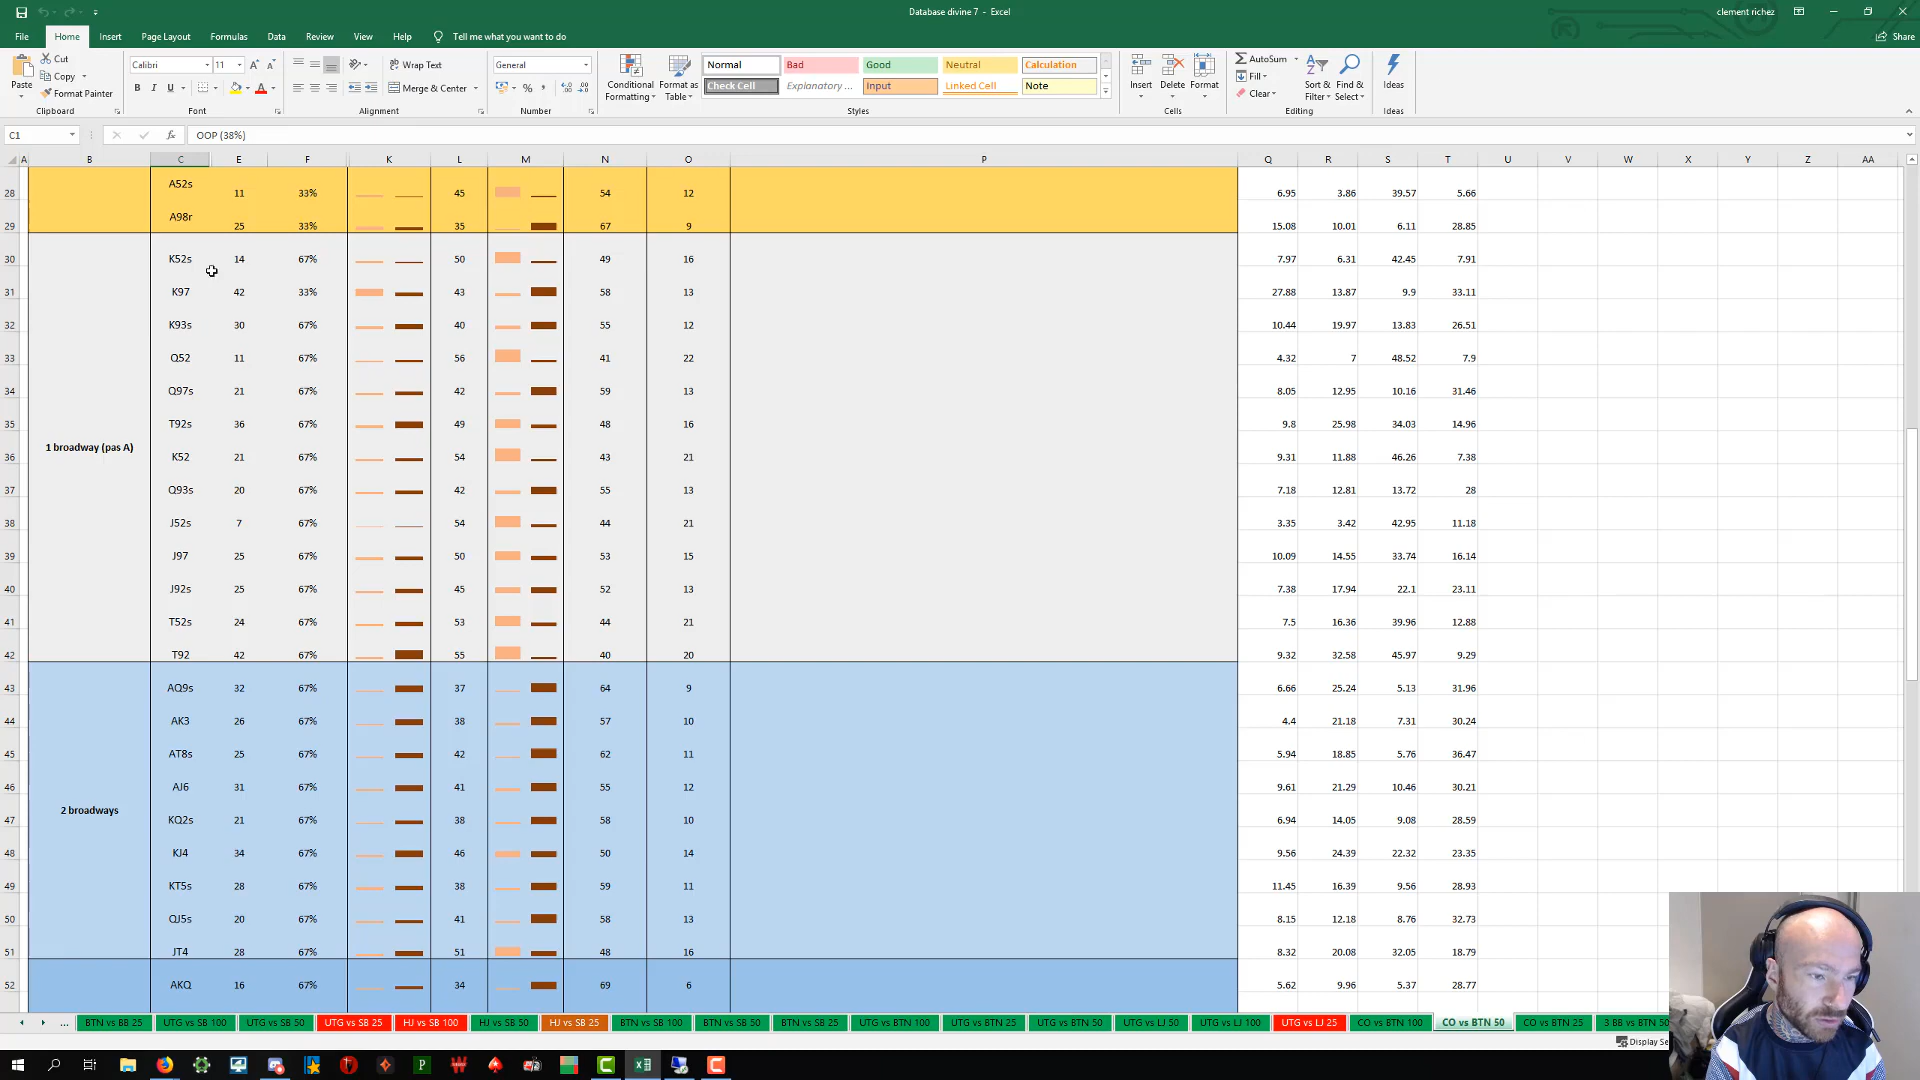 Database divine 7 - Excel
clement richez
File Home Insert Page Layout Formulas Data Review View Help Tell me what you want to do Share
Paste Cut Copy Format Painter Clipboard
Calibri 11 B I U Font
Wrap Text Merge & Center Alignment
General % Number
Conditional Formatting Format as Table
Normal Bad Good Neutral Calculation
Check Cell Explanatory ... Input Linked Cell Note
Styles
Insert Delete Format Cells
AutoSum Fill Clear Sort & Filter Find & Select Editing
Ideas Ideas
C1 fx OOP (38%)
A B C E F K L M N O P Q R S T U V W X Y Z AA
28 A52s 11 33% 45 54 12 6.95 3.86 39.57 5.66
29 A98r 25 33% 35 67 9 15.08 10.01 6.11 28.85
30 K52s 14 67% 50 49 16 7.97 6.31 42.45 7.91
31 K97 42 33% 43 58 13 27.88 13.87 9.9 33.11
32 K93s 30 67% 40 55 12 10.44 19.97 13.83 26.51
33 Q52 11 67% 56 41 22 4.32 7 48.52 7.9
34 Q97s 21 67% 42 59 13 8.05 12.95 10.16 31.46
35 T92s 36 67% 49 48 16 9.8 25.98 34.03 14.96
1 broadway (pas A)
36 K52 21 67% 54 43 21 9.31 11.88 46.26 7.38
37 Q93s 20 67% 42 55 13 7.18 12.81 13.72 28
38 J52s 7 67% 54 44 21 3.35 3.42 42.95 11.18
39 J97 25 67% 50 53 15 10.09 14.55 33.74 16.14
40 J92s 25 67% 45 52 13 7.38 17.94 22.1 23.11
41 T52s 24 67% 53 44 21 7.5 16.36 39.96 12.88
42 T92 42 67% 55 40 20 9.32 32.58 45.97 9.29
43 AQ9s 32 67% 37 64 9 6.66 25.24 5.13 31.96
44 AK3 26 67% 38 57 10 4.4 21.18 7.31 30.24
45 AT8s 25 67% 42 62 11 5.94 18.85 5.76 36.47
46 AJ6 31 67% 41 55 12 9.61 21.29 10.46 30.21
2 broadways
47 KQ2s 21 67% 38 58 10 6.94 14.05 9.08 28.59
48 KJ4 34 67% 46 50 14 9.56 24.39 22.32 23.35
49 KT5s 28 67% 38 59 11 11.45 16.39 9.56 28.93
50 QJ5s 20 67% 41 58 13 8.15 12.18 8.76 32.73
51 JT4 28 67% 51 48 16 8.32 20.08 32.05 18.79
52 AKQ 16 67% 34 69 6 5.62 9.96 5.37 28.77
... BTN vs BB 25 UTG vs SB 100 UTG vs SB 50 UTG vs SB 25 HJ vs SB 100 HJ vs SB 50 HJ vs SB 25 BTN vs SB 100 BTN vs SB 50 BTN vs SB 25 UTG vs BTN 100 UTG vs BTN 25 UTG vs BTN 50 UTG vs LJ 50 UTG vs LJ 100 UTG vs LJ 25 CO vs BTN 100 CO vs BTN 50 CO vs BTN 25 3 BB vs BTN 50
Display Se